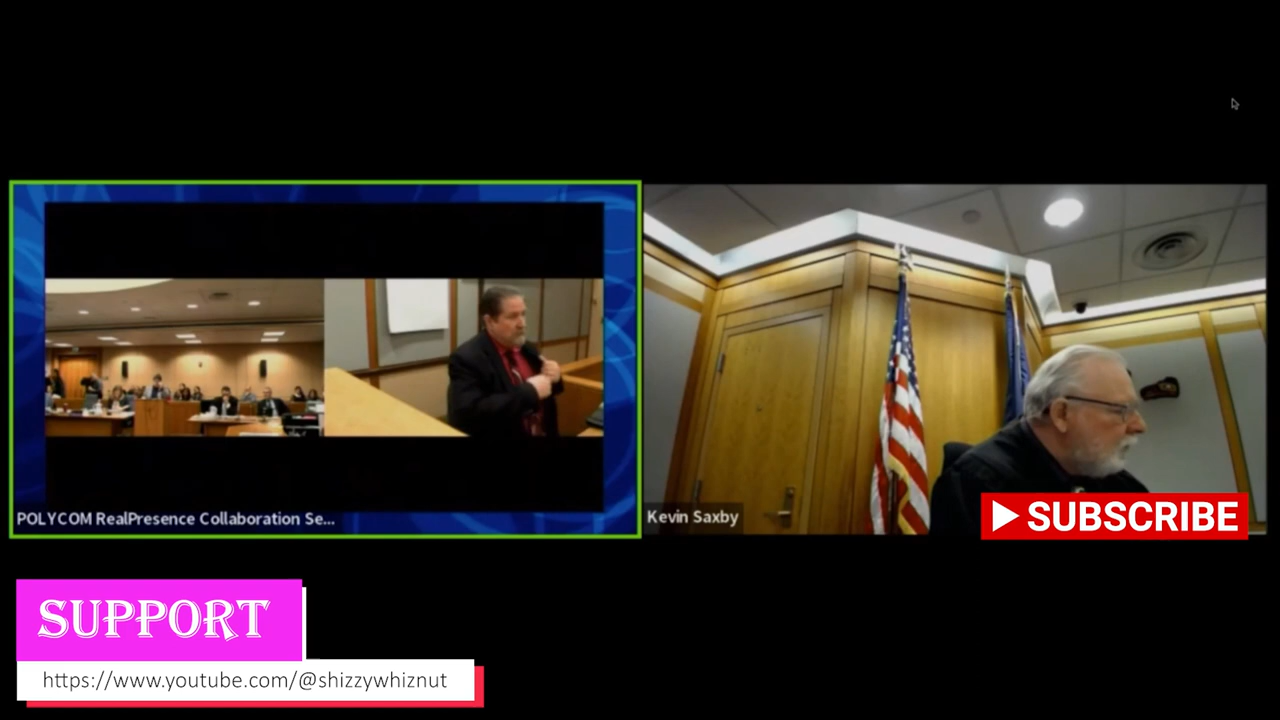 POLYCOM RealPresence Collaboration Se...
Kevin Saxby
SUBSCRIBE
SUPPORT
https://www.youtube.com/@shizzywhiznut